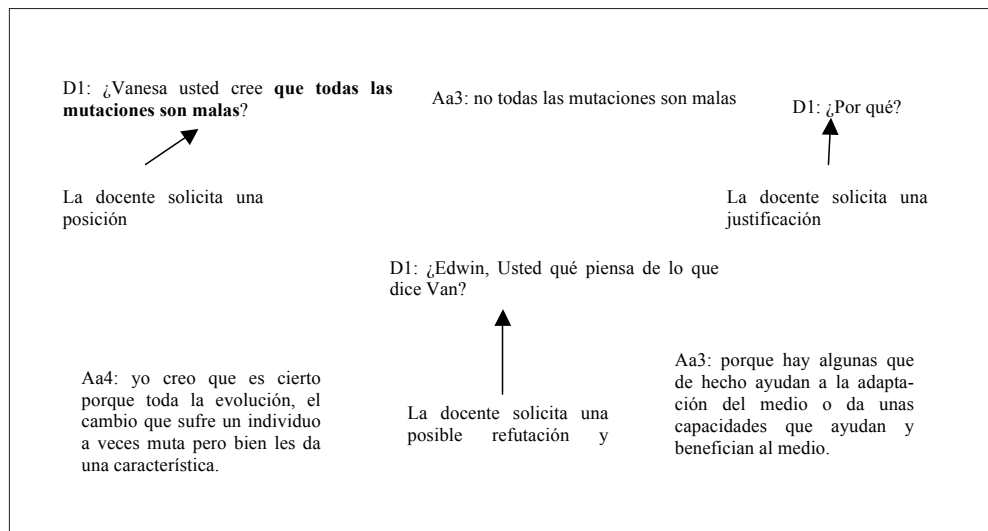 D1: ¿Vanesa usted cree que todas las
mutaciones son malas?
Aa3: no todas las mutaciones son malas
D1: ¿Por qué?
La docente solicita una
posición
La docente solicita una
justificación
D1: ¿Edwin, Usted qué piensa de lo que
dice Van?
Aa4: yo creo que es cierto
porque toda la evolución, el
cambio que sufre un individuo
a veces muta pero bien les da
una característica.
La docente solicita una
posible refutación y
Aa3: porque hay algunas que
de hecho ayudan a la adapta-
ción del medio o da unas
capacidades que ayudan y
benefician al medio.